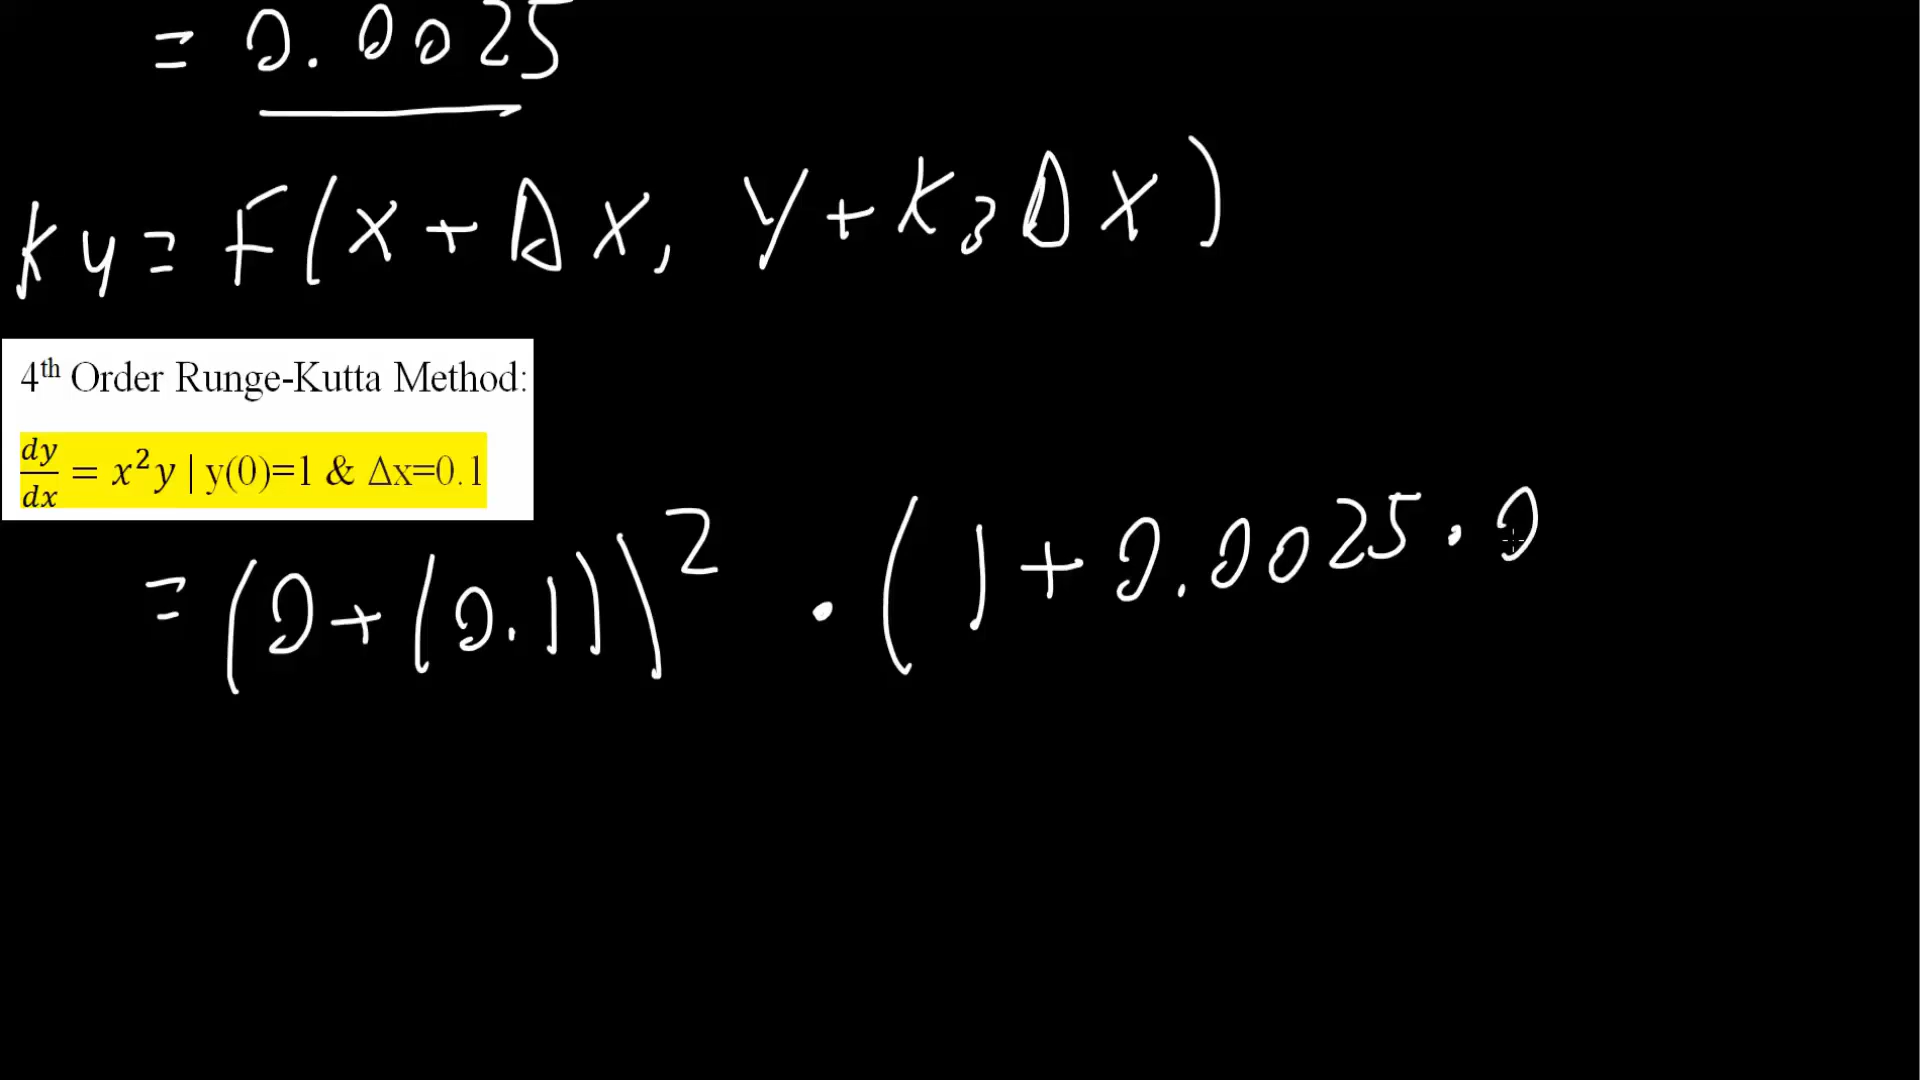 = 0.0025
K4 = F(X+ΔX, Y+K3ΔX)
4th Order Runge-Kutta Method:
dy/dx = x²y | y(0)=1 & Δx=0.1
= (0+(0.1))² · (1+0.0025·0